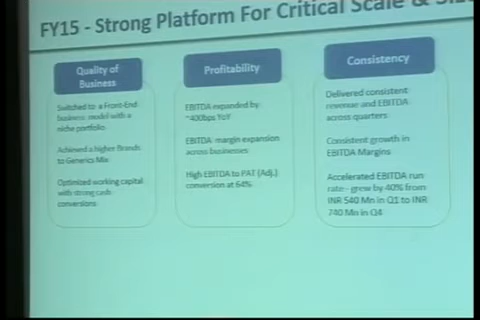 FY15 - Strong Platform For Critical Scale &
Quality of
Business
Switched to a Front-End
business model with a
niche portfolio
Achieved a higher Brands
to Generics Mix
Optimized working capital
with strong cash
conversions
Profitability
EBITDA expanded by
~400bps YoY
EBITDA margin expansion
across businesses
High EBITDA to PAT (Adj.)
conversion at 64%
Consistency
Delivered consistent
revenue and EBITDA
across quarters
Consistent growth in
EBITDA Margins
Accelerated EBITDA run
rate - grew by 40% from
INR 540 Mn in Q1 to INR
740 Mn in Q4